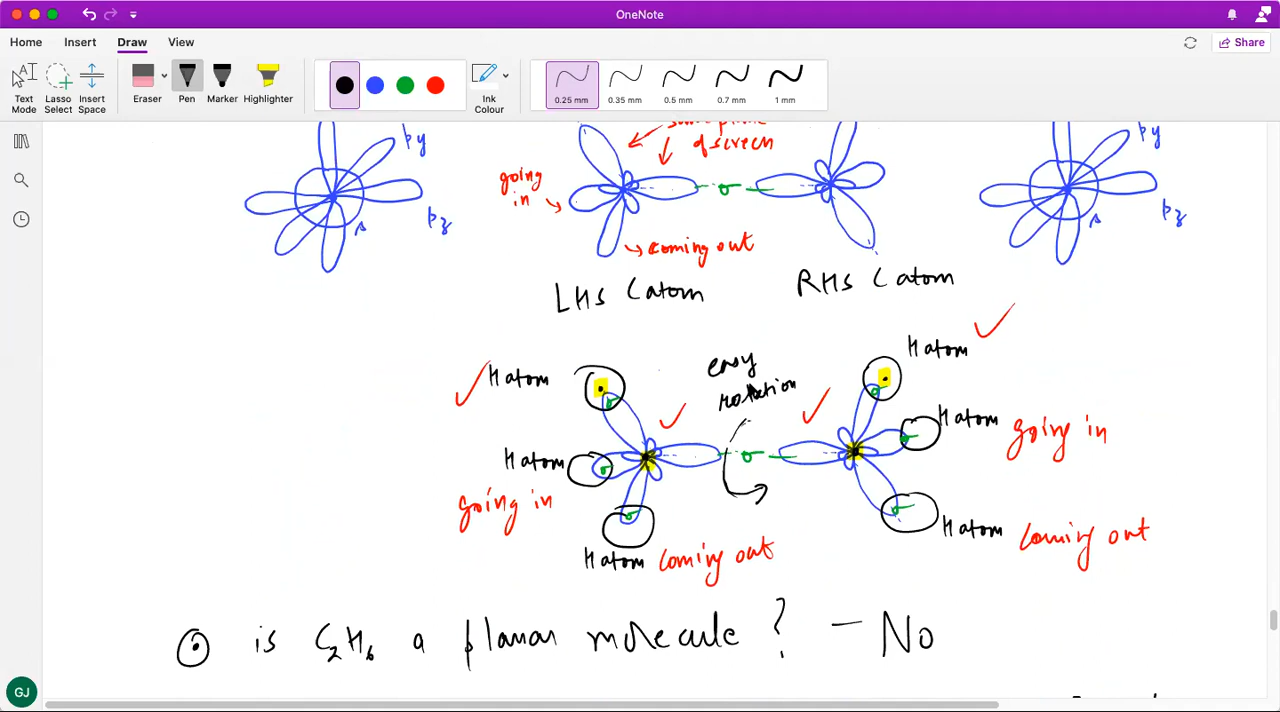 OneNote
Home Insert Draw View
Share
Text Mode
Lasso Select
Insert Space
Eraser
Pen
Marker
Highlighter
Ink Colour
0.25 mm
0.35 mm
0.5 mm
0.7 mm
1 mm
py
pz
s
of screen
going in
σ
coming out
LHS C atom
RHS C atom
py
pz
s
H atom
easy rotation
H atom
H atom
going in
H atom
going in
σ
σ
σ
σ
σ
σ
σ
H atom
coming out
H atom
coming out
is C2H6 a planar molecule ? - No
GJ